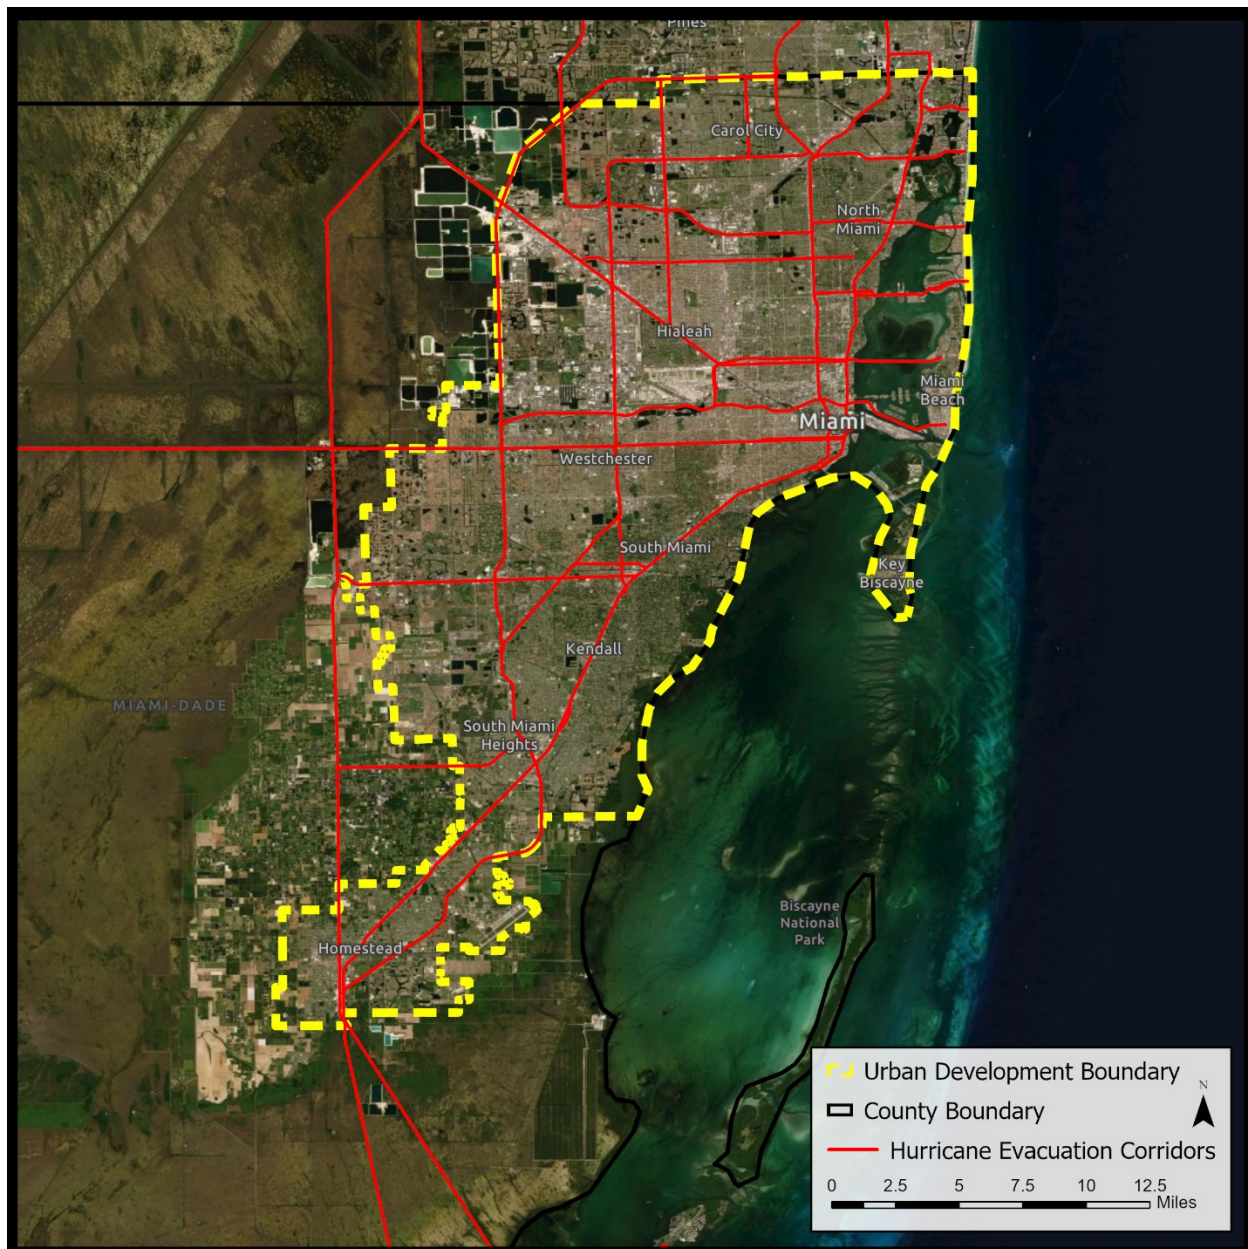 Pines
Carol City
North
Miami
Hialeah
Miami
Beach
Miami
Westchester
South Miami
Key
Biscayne
Kendall
MIAMI-DADE
South Miami
Heights
Biscayne
National
Park
Homestead
Urban Development Boundary
N
County Boundary
Hurricane Evacuation Corridors
0 2.5 5 7.5 10 12.5
Miles